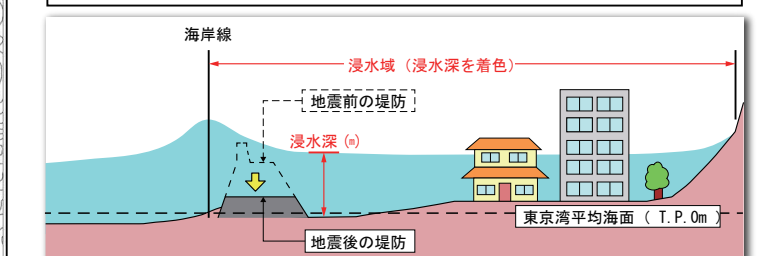 海岸線
浸水域（浸水深を着色）
地震前の堤防
浸水深(m)
東京湾平均海面（T.P.0m）
地震後の堤防